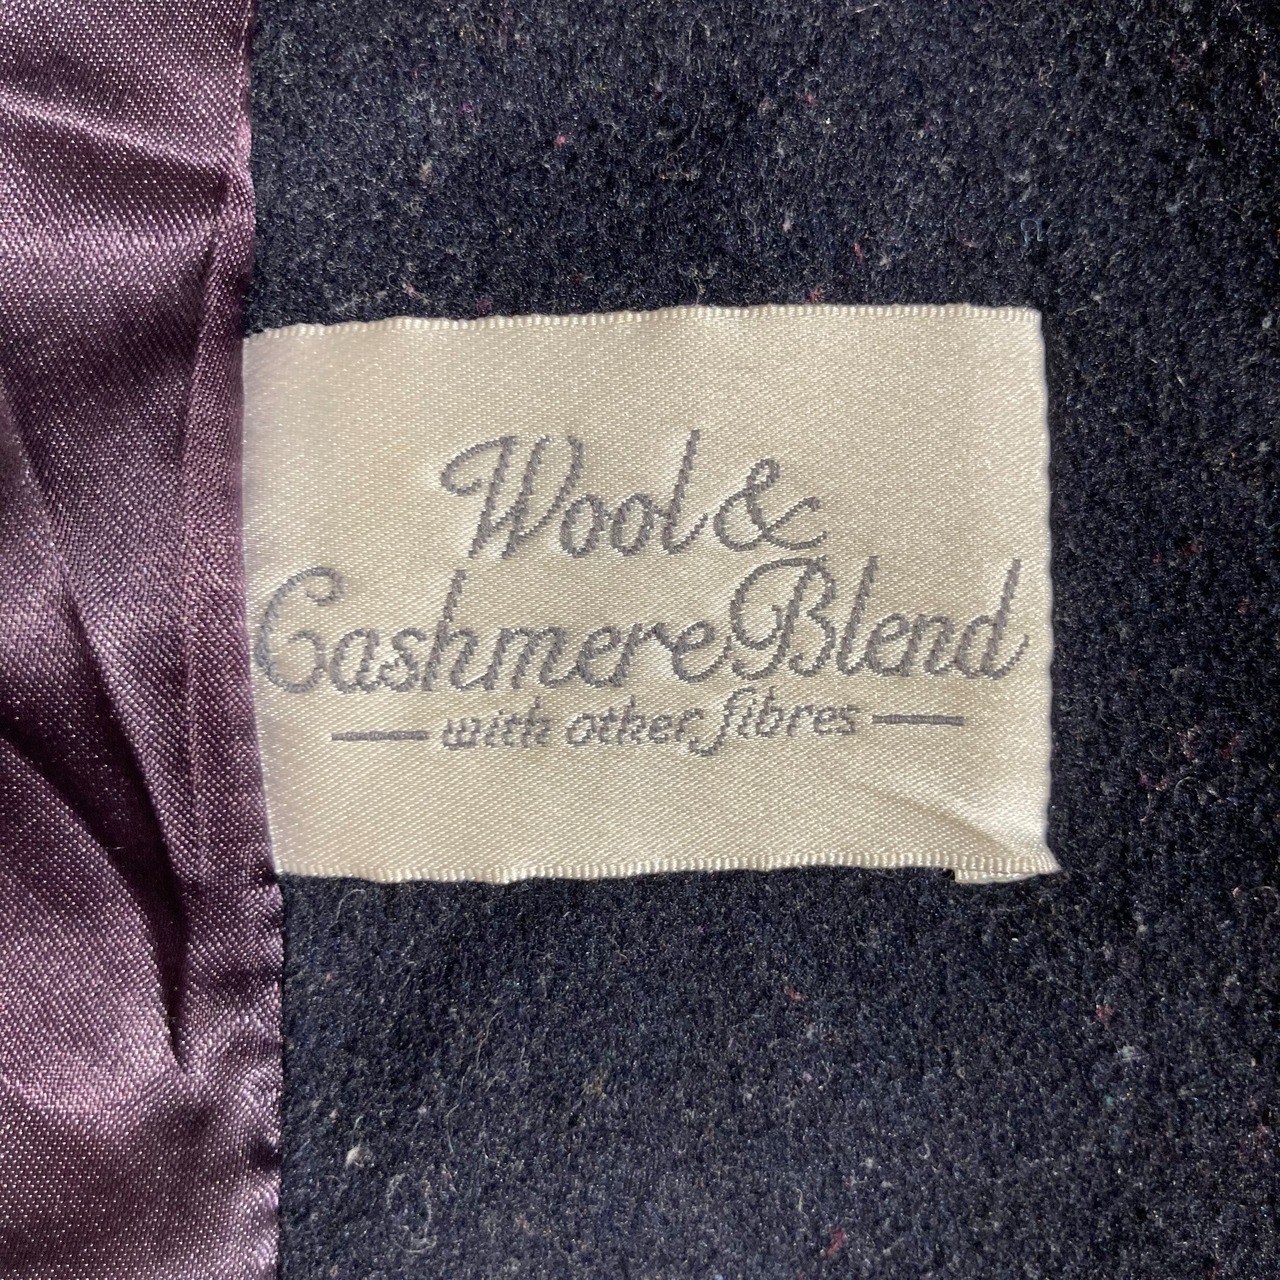 Wool &
Cashmere Blend
with other fibres